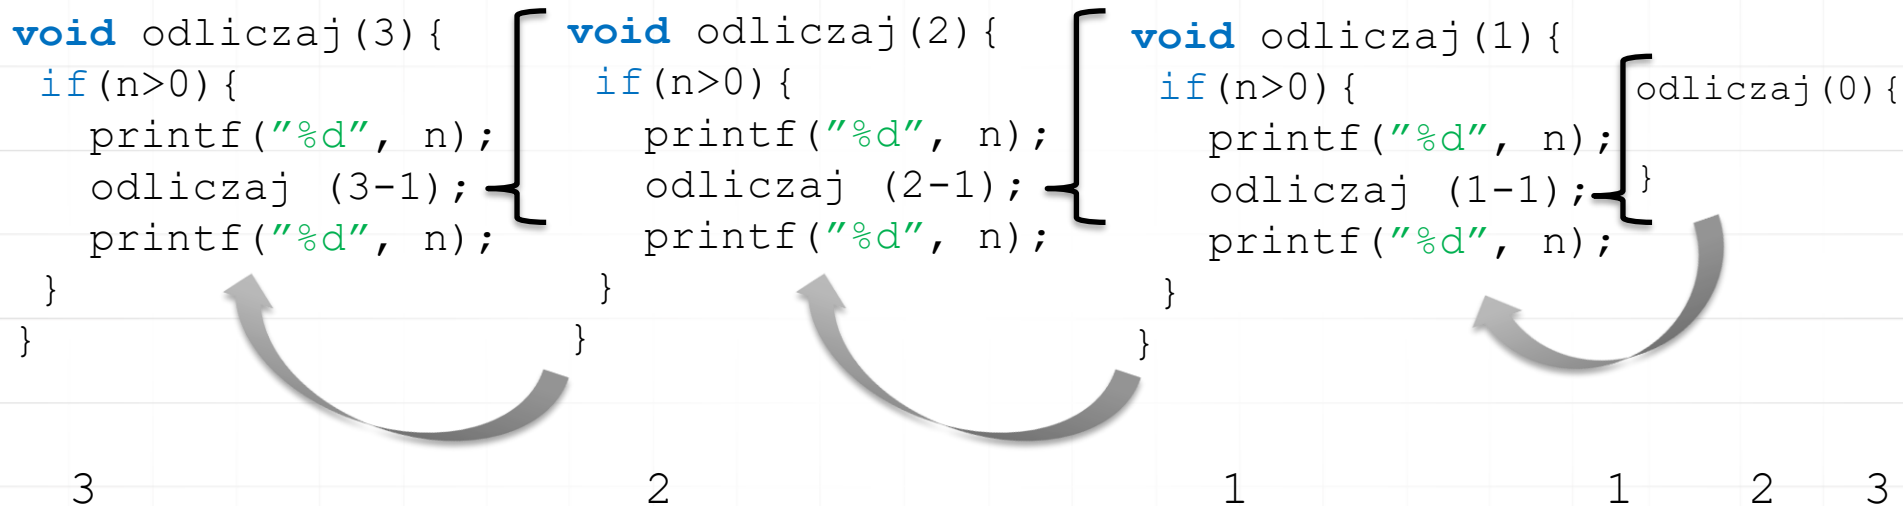 void odliczaj(3){
if(n>0){
printf(”%d”, n);
odliczaj (3-1);
printf(”%d”, n);
}
}
void odliczaj(2){
if(n>0){
printf(”%d”, n);
odliczaj (2-1);
printf(”%d”, n);
}
}
void odliczaj(1){
if(n>0){
printf(”%d”, n);
odliczaj (1-1);
printf(”%d”, n);
}
}
odliczaj(0){
}
3 2 1 1 2 3